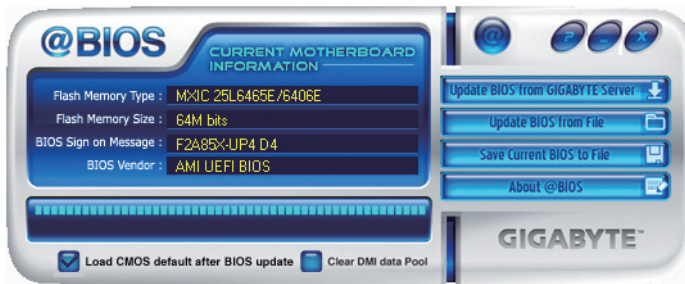 @BIOS
CURRENT MOTHERBOARD
INFORMATION
Flash Memory Type : MXIC 25L6465E/6406E
Flash Memory Size : 64M bits
BIOS Sign on Message : F2A85X-UP4 D4
BIOS Vendor : AMI UEFI BIOS
Load CMOS default after BIOS update Clear DMI data Pool
@ ? - X
Update BIOS from GIGABYTE Server
Update BIOS from File
Save Current BIOS to File
About @BIOS
GIGABYTE™